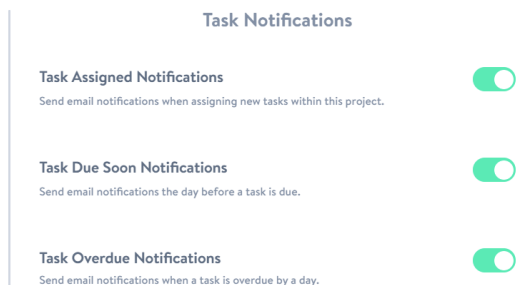 Task Notifications
Task Assigned Notifications
Send email notifications when assigning new tasks within this project.
Task Due Soon Notifications
Send email notifications the day before a task is due.
Task Overdue Notifications
Send email notifications when a task is overdue by a day.